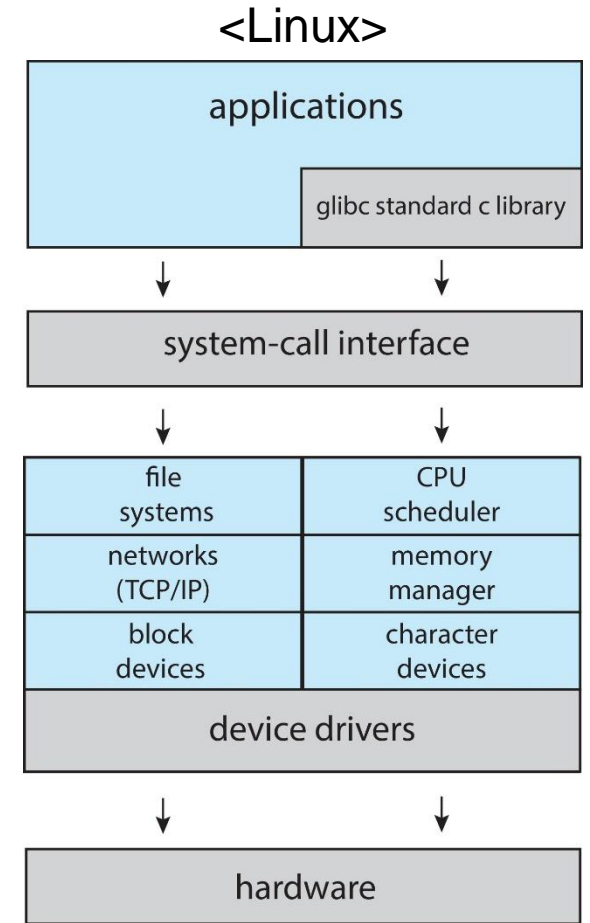 <Linux>
applications
glibc standard c library
system-call interface
file
systems
CPU
scheduler
networks
(TCP/IP)
memory
manager
block
devices
character
devices
device drivers
hardware